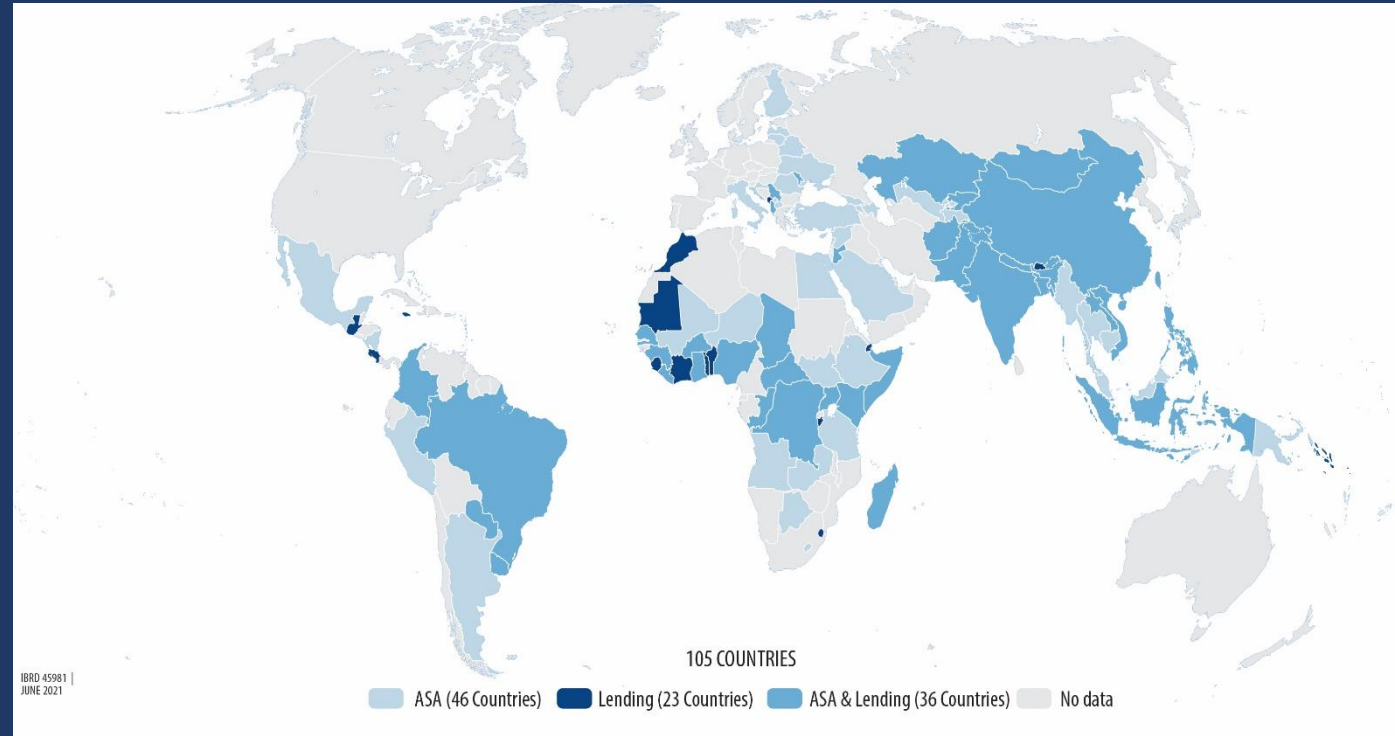 105 COUNTRIES
IBRD 45981 |
JUNE 2021
ASA (46 Countries)
Lending (23 Countries)
ASA & Lending (36 Countries)
No data